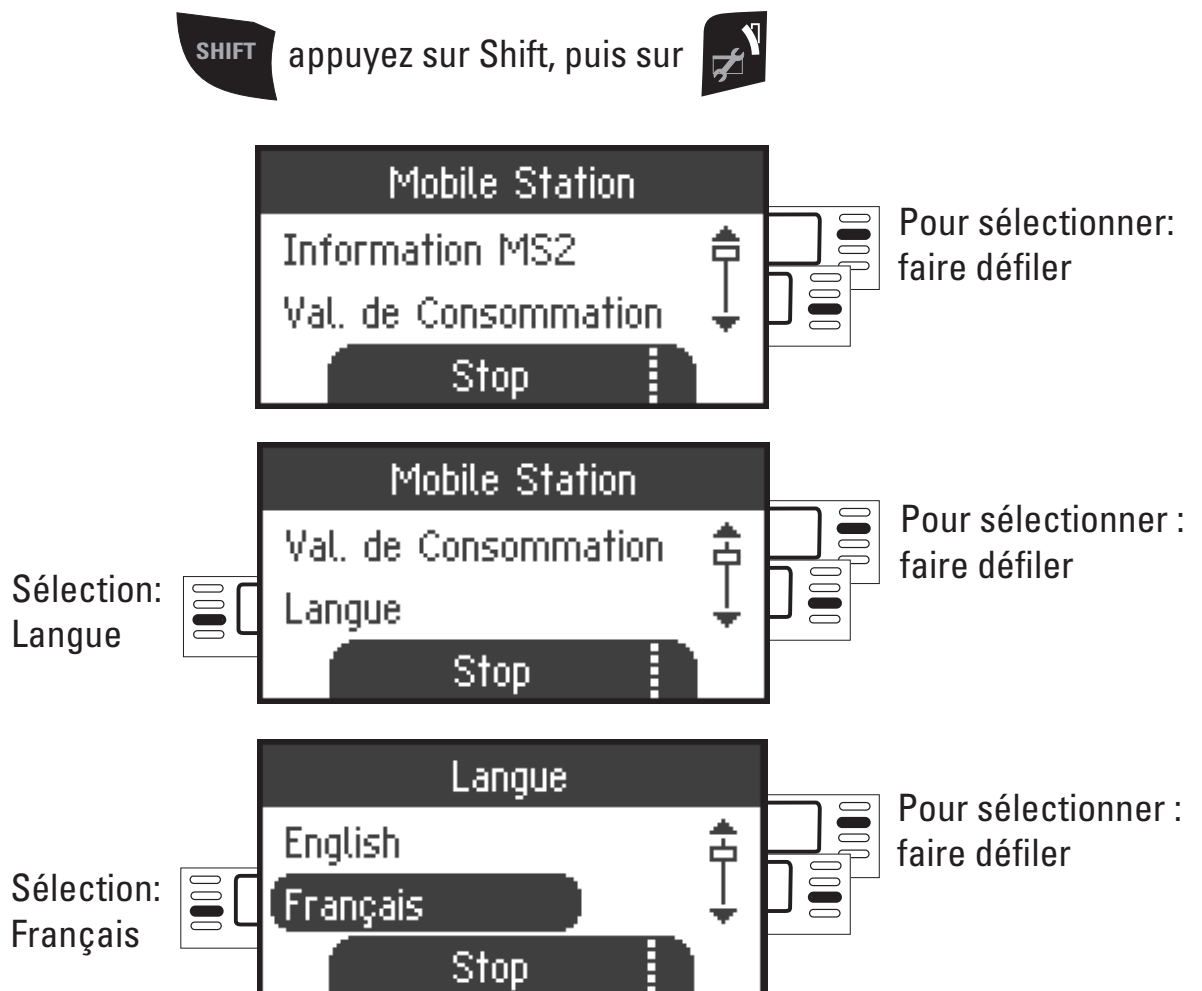 SHIFT appuyez sur Shift, puis sur
Mobile Station
Information MS2
Val. de Consommation
Stop
Pour sélectionner:
faire défiler
Mobile Station
Val. de Consommation
Langue
Stop
Sélection:
Langue
Pour sélectionner :
faire défiler
Langue
English
Français
Stop
Sélection:
Français
Pour sélectionner :
faire défiler